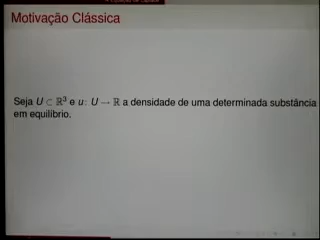 Motivação Clássica
Seja U ⊂ ℝ³ e u: U → ℝ a densidade de uma determinada substância
em equilíbrio.